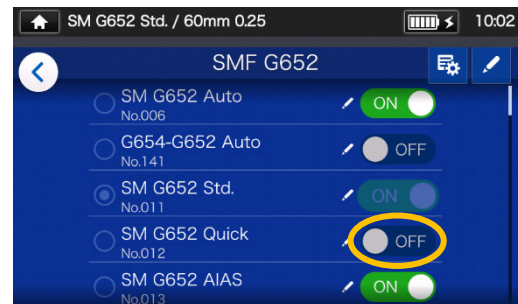 SM G652 Std. / 60mm 0.25 10:02
SMF G652
SM G652 Auto ON
No.006
G654-G652 Auto OFF
No.141
SM G652 Std. ON
No.011
SM G652 Quick OFF
No.012
SM G652 AIAS ON
No.013